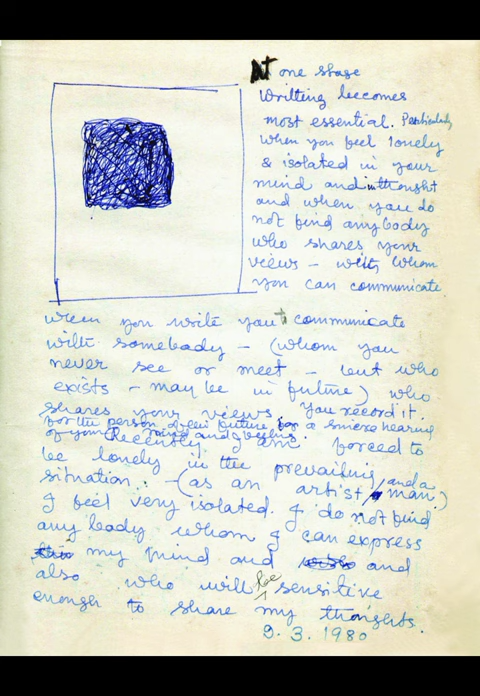 At one stage
writting becomes
most essential. Perticularly
when you feel lonely
& isolated in your
mind and in thought
and when you do
not find anybody
who shares your
views – with whom
you can communicate
when you write you communicate
with somebody – (whom you
never see or meet – but who
exists – may be in future) who
shares your views. You record it.
for the person of the future, for a sincere hearing
of your mind and feelings.
Recently I am forced to
be lonely in the prevailing
situation. – (as an artist and a man.)
I feel very isolated. I do not find
any body whom I can express
my mind and and
also who will be sensitive
enough to share my thoughts.
9. 3. 1980